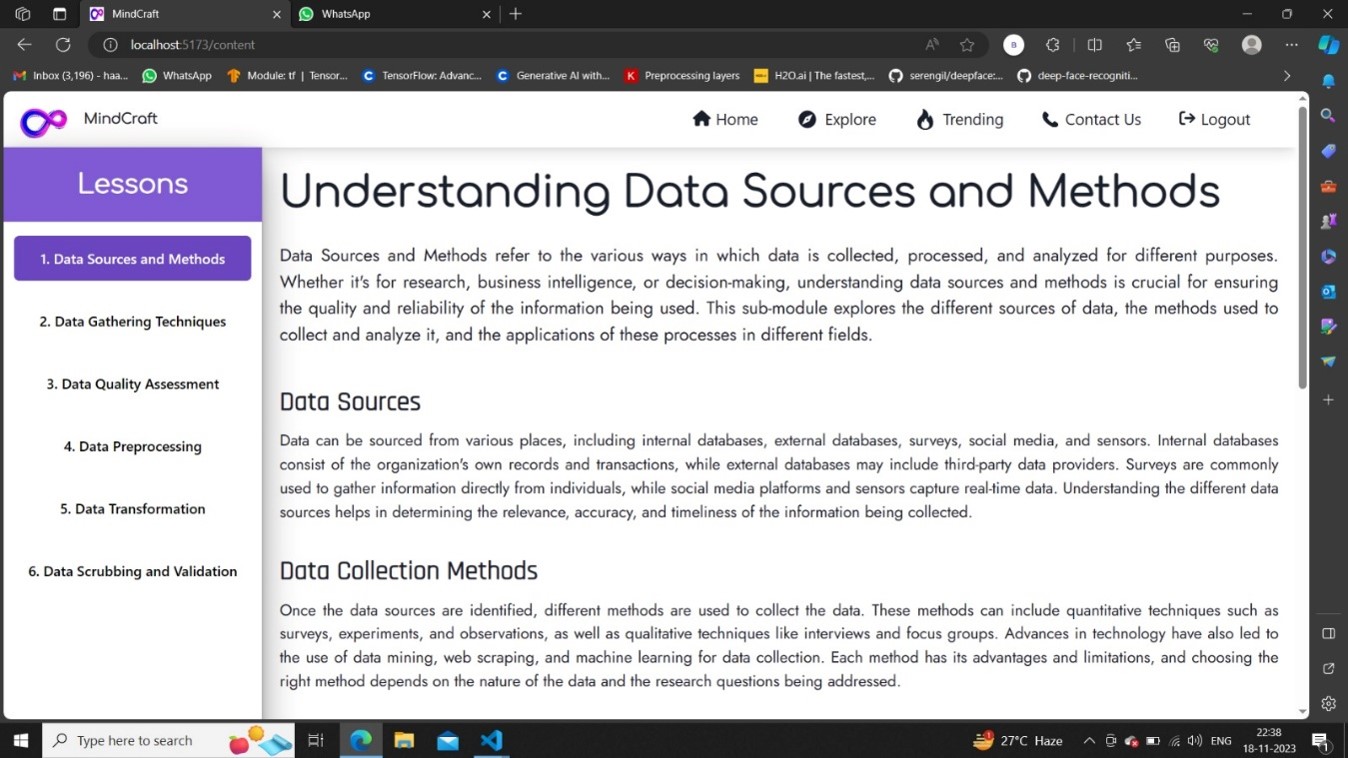 MindCraft
WhatsApp
localhost:5173/content
B
Inbox (3,196) - haa...
WhatsApp
Module: tf | Tensor...
TensorFlow: Advanc...
Generative AI with...
Preprocessing layers
H2O.ai | The fastest,...
serengil/deepface:...
deep-face-recogniti...
MindCraft
Home
Explore
Trending
Contact Us
Logout
Lessons
1. Data Sources and Methods
2. Data Gathering Techniques
3. Data Quality Assessment
4. Data Preprocessing
5. Data Transformation
6. Data Scrubbing and Validation
Understanding Data Sources and Methods
Data Sources and Methods refer to the various ways in which data is collected, processed, and analyzed for different purposes.
Whether it's for research, business intelligence, or decision-making, understanding data sources and methods is crucial for ensuring
the quality and reliability of the information being used. This sub-module explores the different sources of data, the methods used to
collect and analyze it, and the applications of these processes in different fields.
Data Sources
Data can be sourced from various places, including internal databases, external databases, surveys, social media, and sensors. Internal databases
consist of the organization's own records and transactions, while external databases may include third-party data providers. Surveys are commonly
used to gather information directly from individuals, while social media platforms and sensors capture real-time data. Understanding the different data
sources helps in determining the relevance, accuracy, and timeliness of the information being collected.
Data Collection Methods
Once the data sources are identified, different methods are used to collect the data. These methods can include quantitative techniques such as
surveys, experiments, and observations, as well as qualitative techniques like interviews and focus groups. Advances in technology have also led to
the use of data mining, web scraping, and machine learning for data collection. Each method has its advantages and limitations, and choosing the
right method depends on the nature of the data and the research questions being addressed.
Type here to search
27°C Haze
ENG
22:38
18-11-2023
1